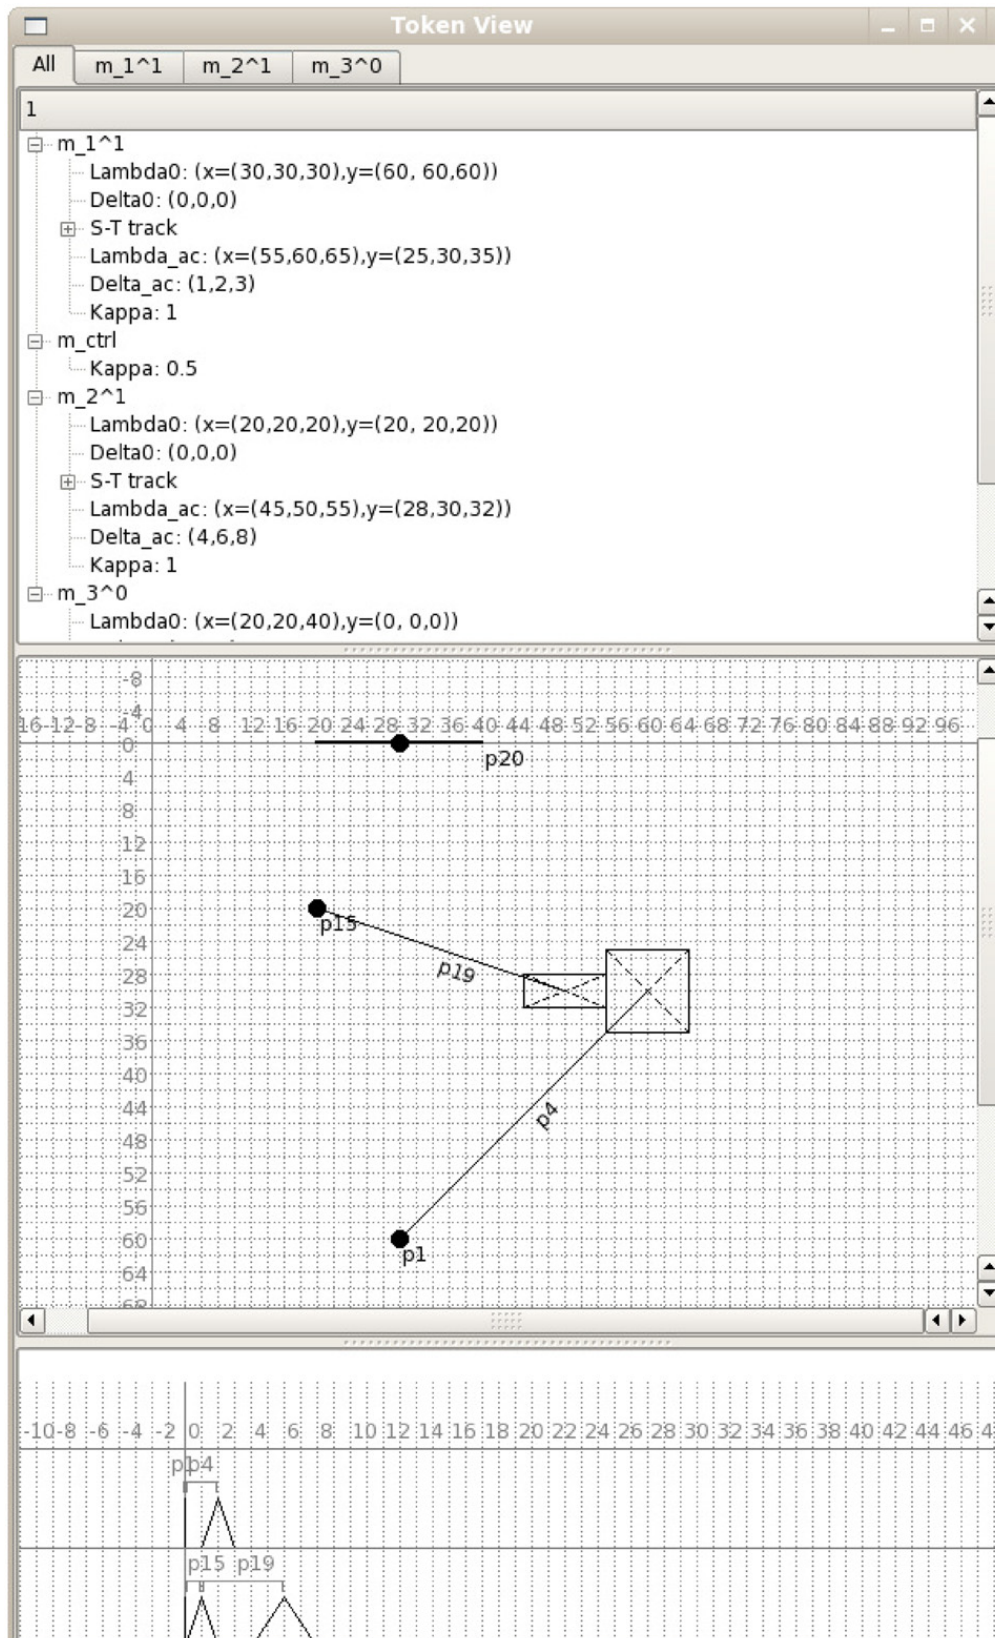 Token View
All m_1^1 m_2^1 m_3^0
1
m_1^1
Lambda0: (x=(30,30,30),y=(60, 60,60))
Delta0: (0,0,0)
S-T track
Lambda_ac: (x=(55,60,65),y=(25,30,35))
Delta_ac: (1,2,3)
Kappa: 1
m_ctrl
Kappa: 0.5
m_2^1
Lambda0: (x=(20,20,20),y=(20, 20,20))
Delta0: (0,0,0)
S-T track
Lambda_ac: (x=(45,50,55),y=(28,30,32))
Delta_ac: (4,6,8)
Kappa: 1
m_3^0
Lambda0: (x=(20,20,40),y=(0, 0,0))
-8
-4
16 -12 -8 -4 0 4 8 12 16 20 24 28 32 36 40 44 48 52 56 60 64 68 72 76 80 84 88 92 96
0
p20
4
8
12
16
20
p15
24
p19
28
32
36
40
44
p4
48
52
56
60
p1
64
68
-10 -8 -6 -4 -2 0 2 4 6 8 10 12 14 16 18 20 22 24 26 28 30 32 34 36 38 40 42 44 46
p1 p4
p15 p19